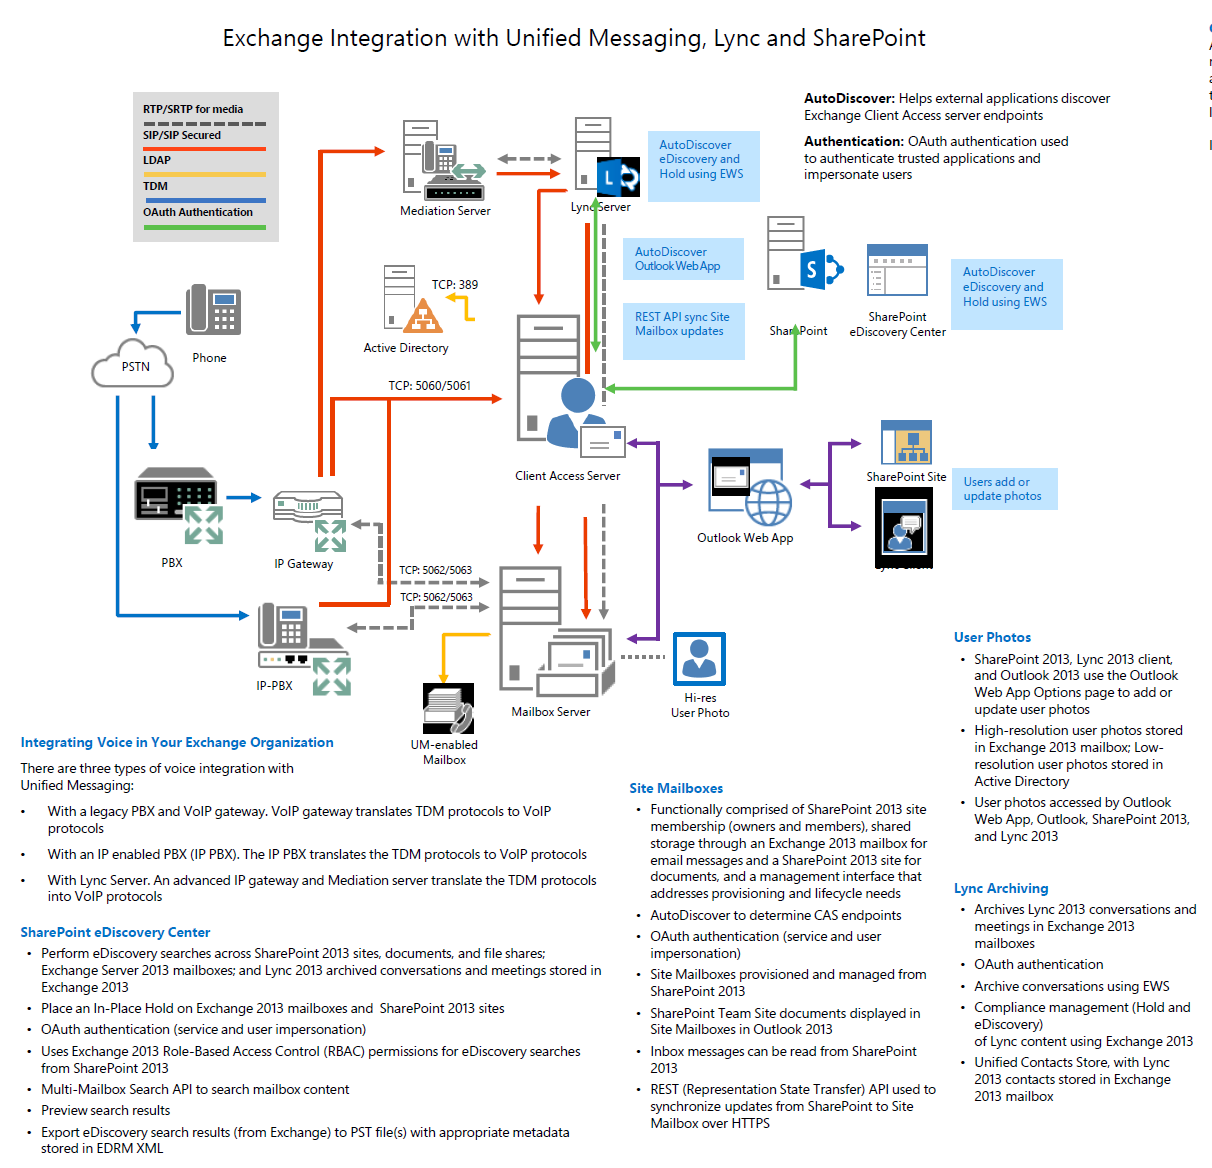 Exchange Integration with Unified Messaging, Lync and SharePoint
RTP/SRTP for media
SIP/SIP Secured
LDAP
TDM
OAuth Authentication
AutoDiscover: Helps external applications discover
Exchange Client Access server endpoints
Authentication: OAuth authentication used
to authenticate trusted applications and
impersonate users
Mediation Server
L
Lync Server
AutoDiscover
eDiscovery and
Hold using EWS
AutoDiscover
Outlook Web App
REST API sync Site
Mailbox updates
S
SharePoint
SharePoint
eDiscovery Center
AutoDiscover
eDiscovery and
Hold using EWS
TCP: 389
Active Directory
Phone
PSTN
TCP: 5060/5061
Client Access Server
PBX
IP Gateway
TCP: 5062/5063
TCP: 5062/5063
IP-PBX
UM-enabled
Mailbox
Mailbox Server
Outlook Web App
SharePoint Site
Users add or
update photos
Hi-res
User Photo
Integrating Voice in Your Exchange Organization
There are three types of voice integration with
Unified Messaging:
• With a legacy PBX and VoIP gateway. VoIP gateway translates TDM protocols to VoIP
protocols
• With an IP enabled PBX (IP PBX). The IP PBX translates the TDM protocols to VoIP protocols
• With Lync Server. An advanced IP gateway and Mediation server translate the TDM protocols
into VoIP protocols
SharePoint eDiscovery Center
• Perform eDiscovery searches across SharePoint 2013 sites, documents, and file shares;
Exchange Server 2013 mailboxes; and Lync 2013 archived conversations and meetings stored in
Exchange 2013
• Place an In-Place Hold on Exchange 2013 mailboxes and SharePoint 2013 sites
• OAuth authentication (service and user impersonation)
• Uses Exchange 2013 Role-Based Access Control (RBAC) permissions for eDiscovery searches
from SharePoint 2013
• Multi-Mailbox Search API to search mailbox content
• Preview search results
• Export eDiscovery search results (from Exchange) to PST file(s) with appropriate metadata
stored in EDRM XML
Site Mailboxes
• Functionally comprised of SharePoint 2013 site
membership (owners and members), shared
storage through an Exchange 2013 mailbox for
email messages and a SharePoint 2013 site for
documents, and a management interface that
addresses provisioning and lifecycle needs
• AutoDiscover to determine CAS endpoints
• OAuth authentication (service and user
impersonation)
• Site Mailboxes provisioned and managed from
SharePoint 2013
• SharePoint Team Site documents displayed in
Site Mailboxes in Outlook 2013
• Inbox messages can be read from SharePoint
2013
• REST (Representation State Transfer) API used to
synchronize updates from SharePoint to Site
Mailbox over HTTPS
User Photos
• SharePoint 2013, Lync 2013 client,
and Outlook 2013 use the Outlook
Web App Options page to add or
update user photos
• High-resolution user photos stored
in Exchange 2013 mailbox; Low-
resolution user photos stored in
Active Directory
• User photos accessed by Outlook
Web App, Outlook, SharePoint 2013,
and Lync 2013
Lync Archiving
• Archives Lync 2013 conversations and
meetings in Exchange 2013
mailboxes
• OAuth authentication
• Archive conversations using EWS
• Compliance management (Hold and
eDiscovery)
of Lync content using Exchange 2013
• Unified Contacts Store, with Lync
2013 contacts stored in Exchange
2013 mailbox